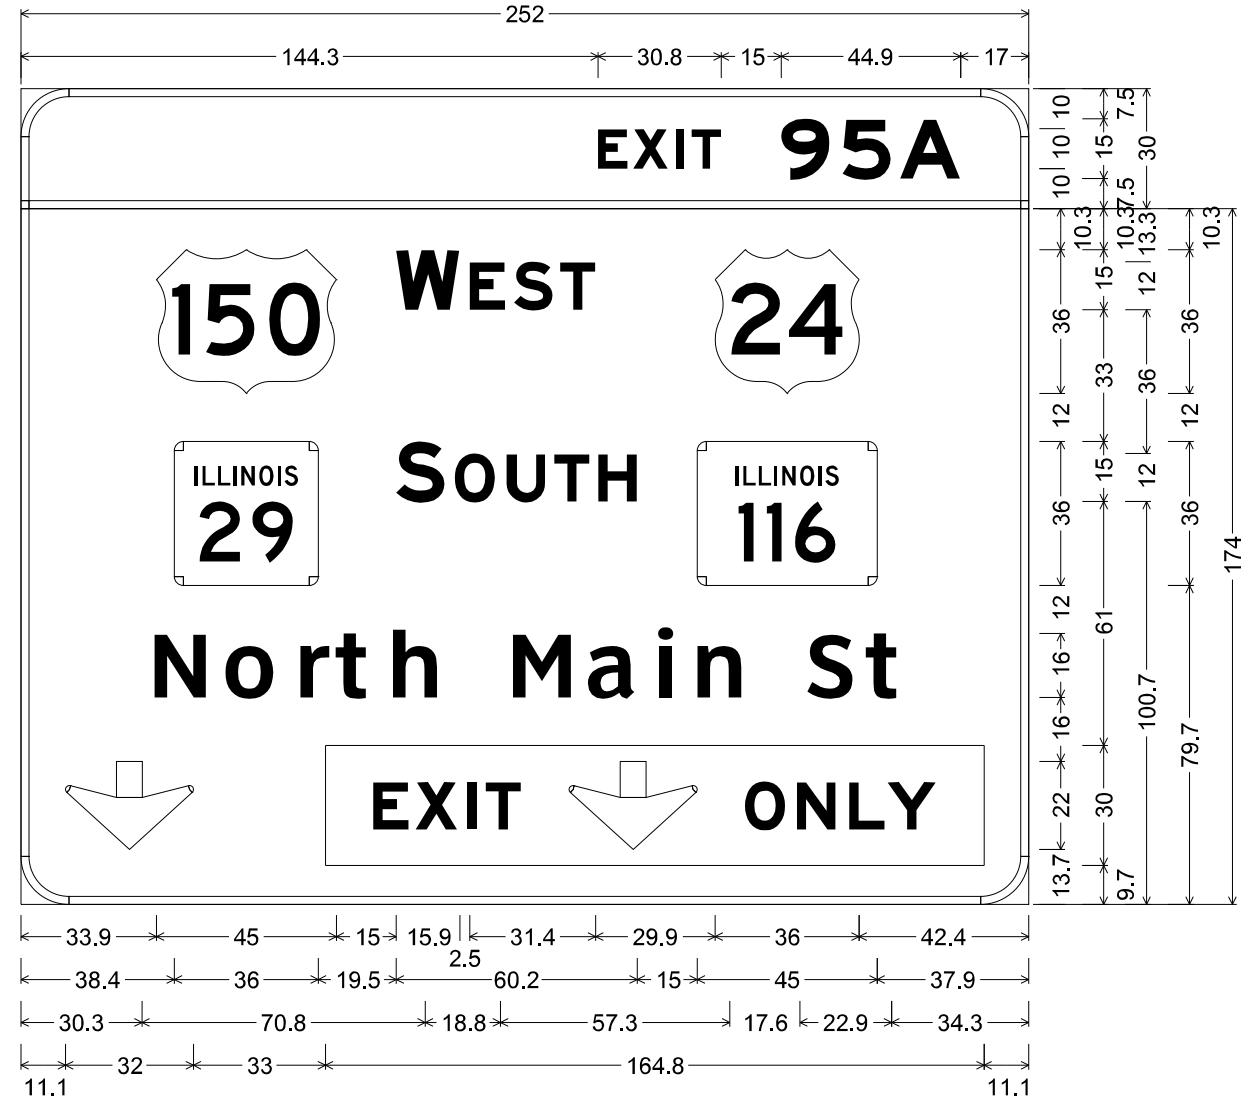 252
144.3 30.8 15 44.9 17
EXIT 95A
10 10 10
7.5 15 7.5
30
150 WEST 24
ILLINOIS 29 SOUTH ILLINOIS 116
North Main St
EXIT ONLY
10.3 36 12 36 12 16 16 22 13.7
10.3 15 33 15 61 30 9.7
13.3 12 36 12 100.7
10.3 36 12 36 79.7
174
33.9 45 15 15.9 2.5 31.4 29.9 36 42.4
38.4 36 19.5 60.2 15 45 37.9
30.3 70.8 18.8 57.3 17.6 22.9 34.3
11.1 32 33 164.8 11.1